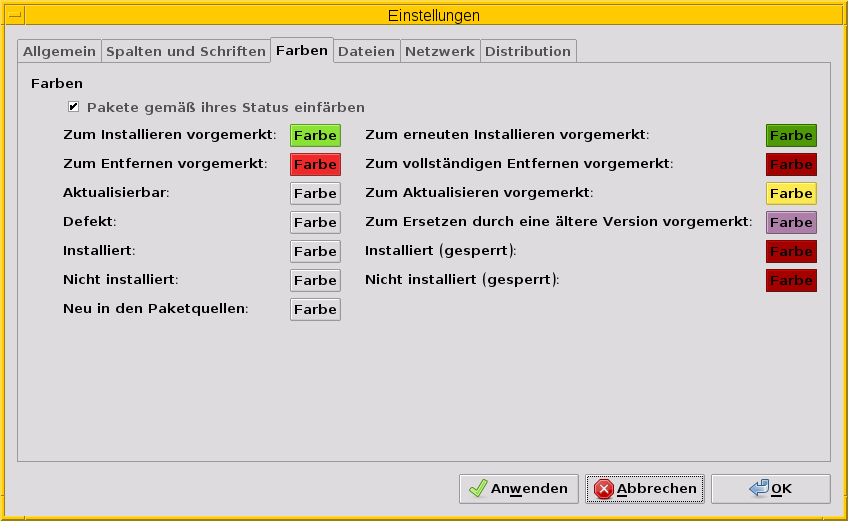 Einstellungen
Allgemein Spalten und Schriften Farben Dateien Netzwerk Distribution
Farben
Pakete gemäß ihres Status einfärben
Zum Installieren vorgemerkt: Farbe Zum erneuten Installieren vorgemerkt: Farbe
Zum Entfernen vorgemerkt: Farbe Zum vollständigen Entfernen vorgemerkt: Farbe
Aktualisierbar: Farbe Zum Aktualisieren vorgemerkt: Farbe
Defekt: Farbe Zum Ersetzen durch eine ältere Version vorgemerkt: Farbe
Installiert: Farbe Installiert (gesperrt): Farbe
Nicht installiert: Farbe Nicht installiert (gesperrt): Farbe
Neu in den Paketquellen: Farbe
Anwenden Abbrechen OK